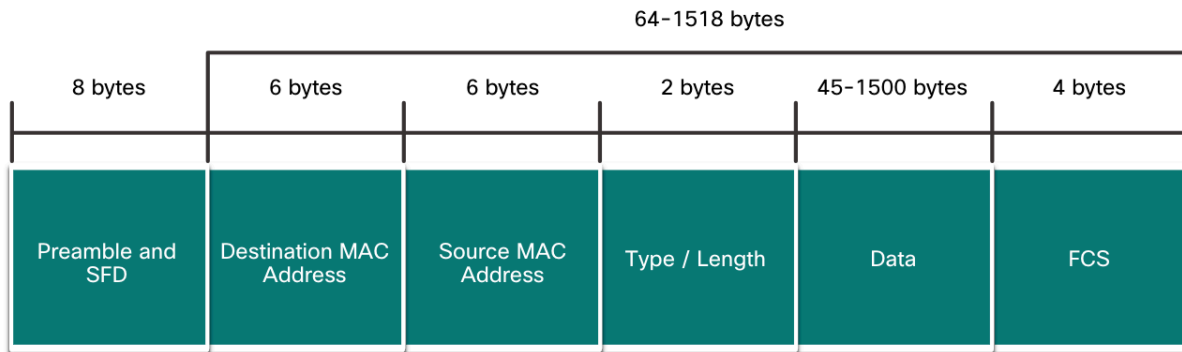 64-1518 bytes
8 bytes
6 bytes
6 bytes
2 bytes
45-1500 bytes
4 bytes
Preamble and
SFD
Destination MAC
Address
Source MAC
Address
Type / Length
Data
FCS